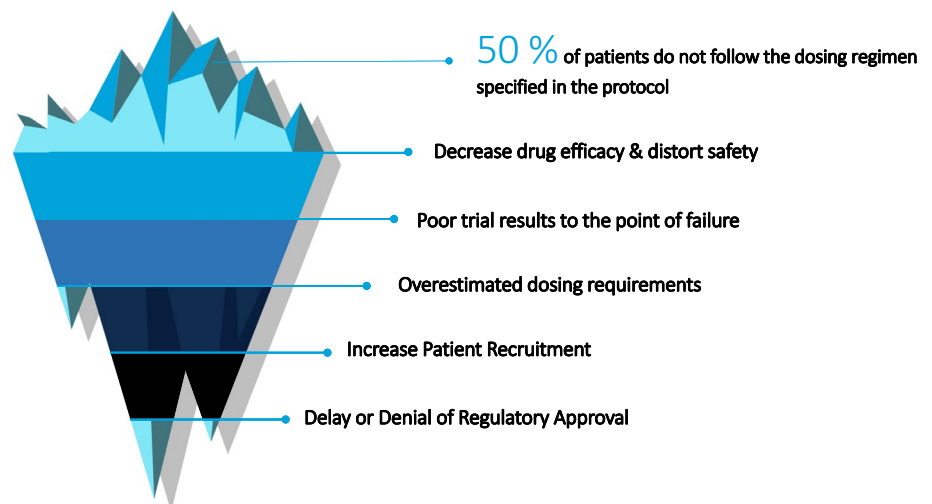 50 % of patients do not follow the dosing regimen
specified in the protocol
Decrease drug efficacy & distort safety
Poor trial results to the point of failure
Overestimated dosing requirements
Increase Patient Recruitment
Delay or Denial of Regulatory Approval